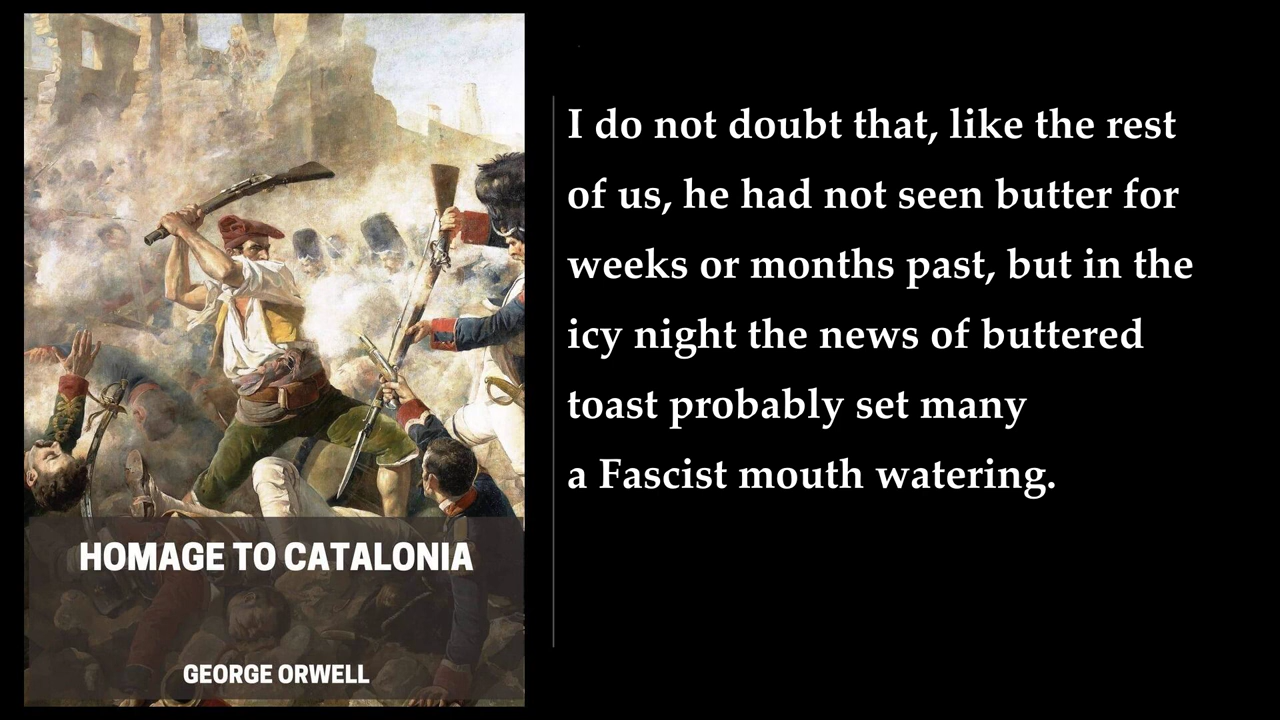 HOMAGE TO CATALONIA
GEORGE ORWELL
I do not doubt that, like the rest
of us, he had not seen butter for
weeks or months past, but in the
icy night the news of buttered
toast probably set many
a Fascist mouth watering.